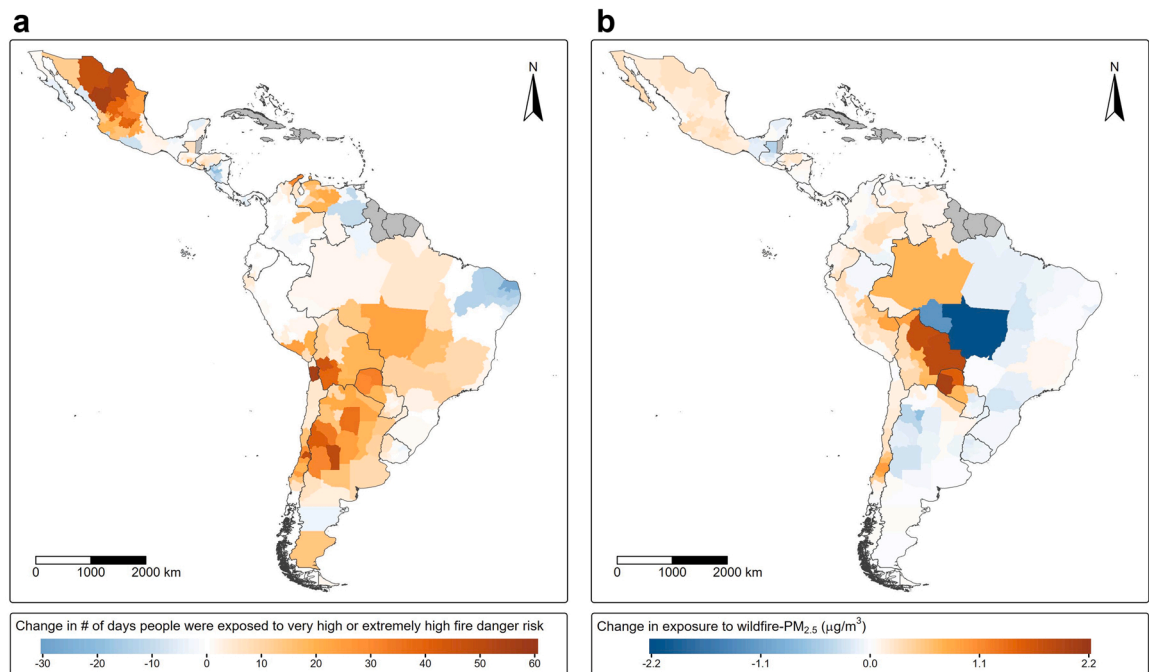 a
b
N
N
0 1000 2000 km
0 1000 2000 km
Change in # of days people were exposed to very high or extremely high fire danger risk
-30 -20 -10 0 10 20 30 40 50 60
Change in exposure to wildfire-PM2.5 (μg/m3)
-2.2 -1.1 0.0 1.1 2.2